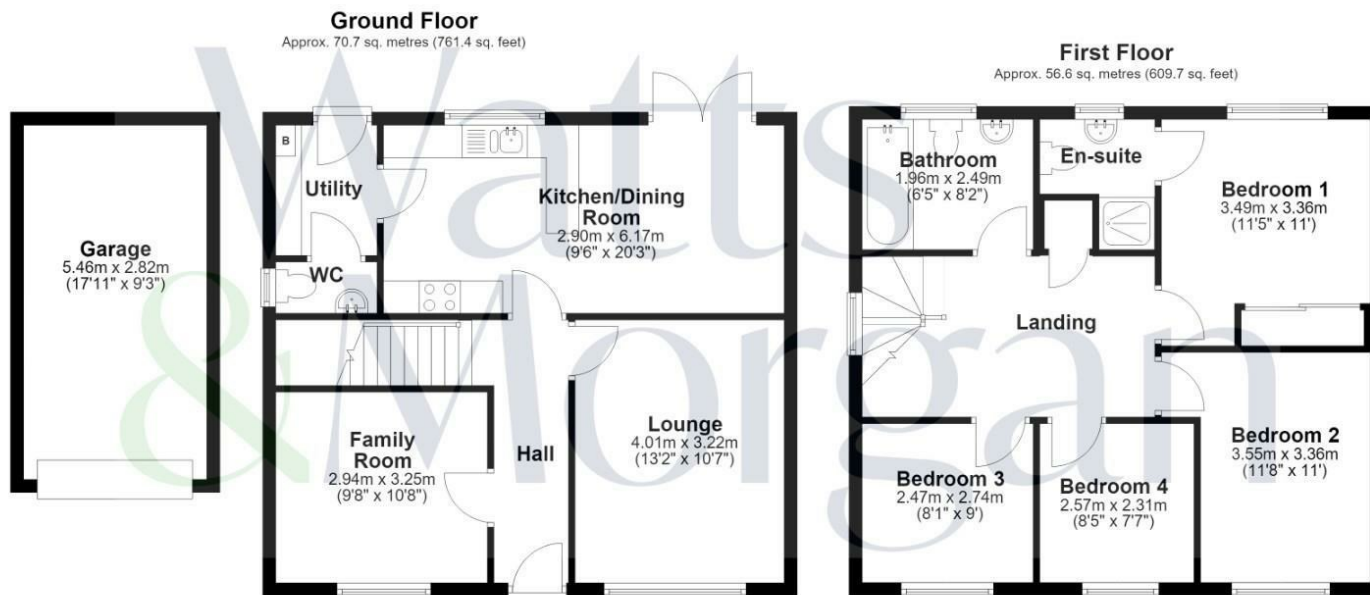 Ground Floor
Approx. 70.7 sq. metres (761.4 sq. feet)
B
Utility
Kitchen/Dining
Room
2.90m x 6.17m
(9'6" x 20'3")
Garage
5.46m x 2.82m
(17'11" x 9'3")
WC
Family
Room
2.94m x 3.25m
(9'8" x 10'8")
Hall
Lounge
4.01m x 3.22m
(13'2" x 10'7")
First Floor
Approx. 56.6 sq. metres (609.7 sq. feet)
Bathroom
1.96m x 2.49m
(6'5" x 8'2")
En-suite
Bedroom 1
3.49m x 3.36m
(11'5" x 11')
Landing
Bedroom 2
3.55m x 3.36m
(11'8" x 11')
Bedroom 3
2.47m x 2.74m
(8'1" x 9')
Bedroom 4
2.57m x 2.31m
(8'5" x 7'7")
Watts
&Morgan